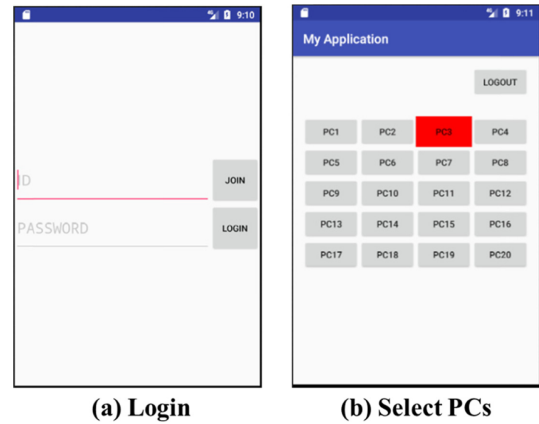 9:10
ID
JOIN
PASSWORD
LOGIN
(a) Login
9:11
My Application
LOGOUT
PC1 PC2 PC3 PC4
PC5 PC6 PC7 PC8
PC9 PC10 PC11 PC12
PC13 PC14 PC15 PC16
PC17 PC18 PC19 PC20
(b) Select PCs